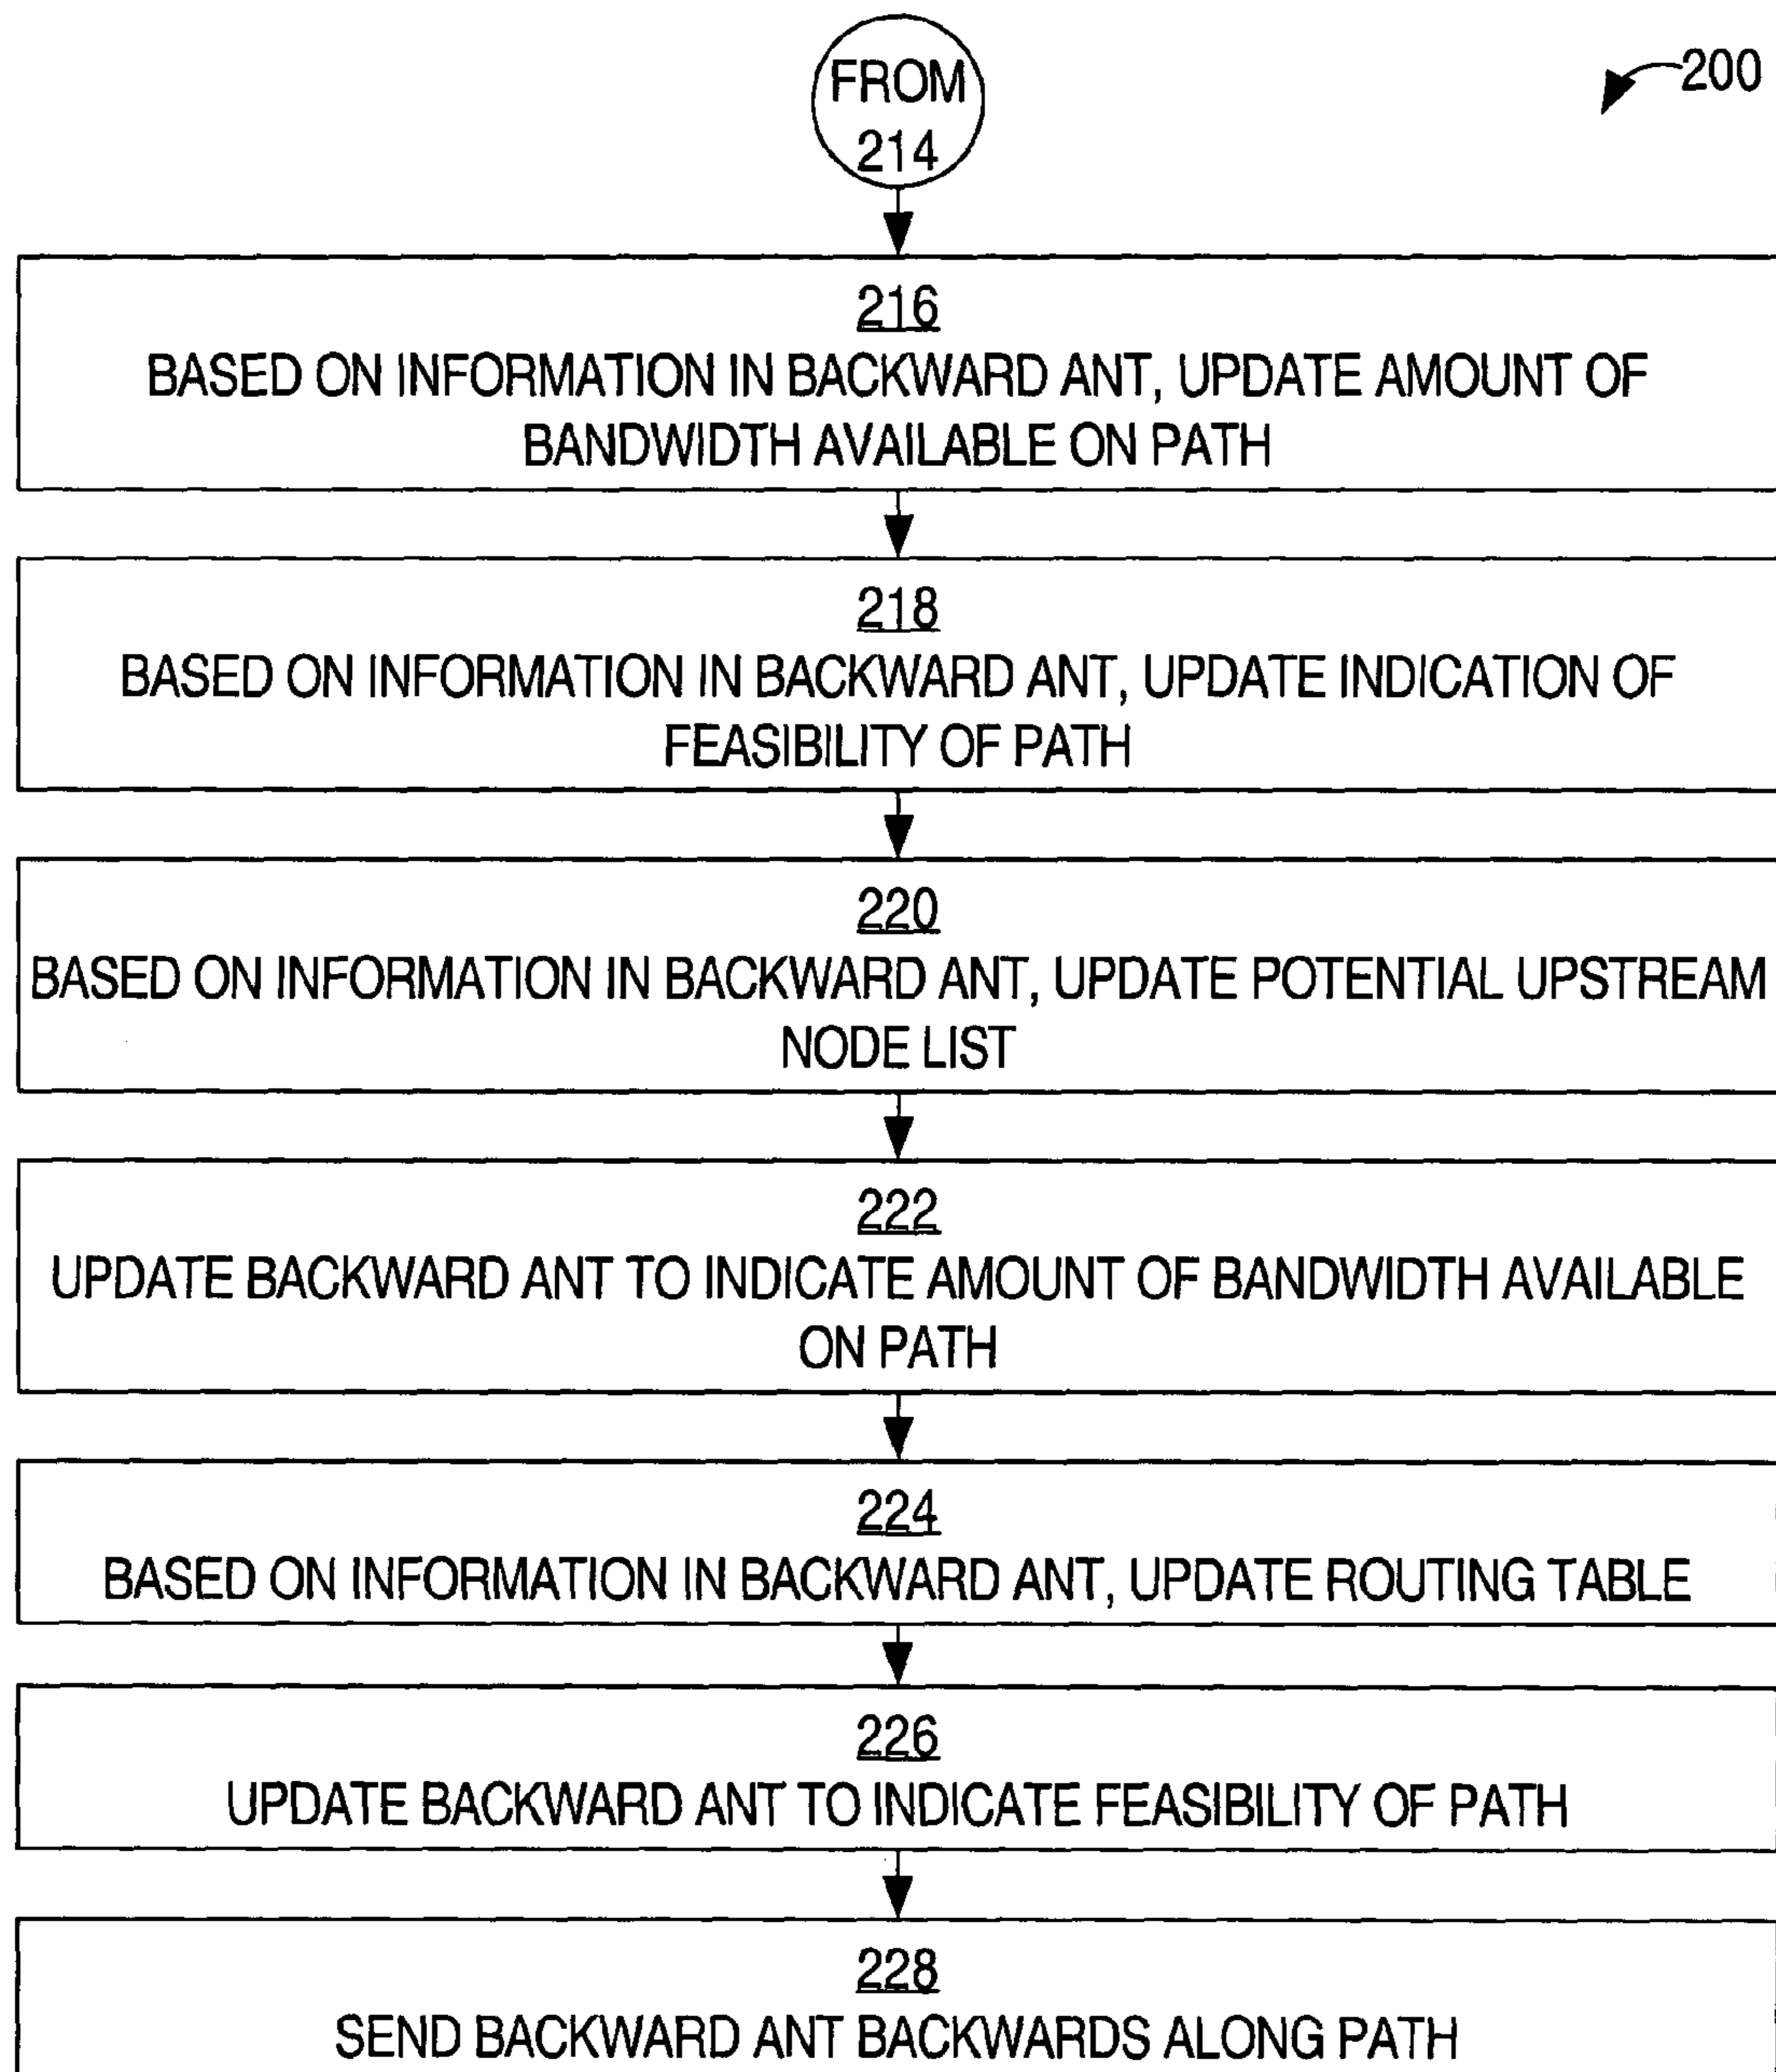 FROM
214
200
216
BASED ON INFORMATION IN BACKWARD ANT, UPDATE AMOUNT OF
BANDWIDTH AVAILABLE ON PATH
218
BASED ON INFORMATION IN BACKWARD ANT, UPDATE INDICATION OF
FEASIBILITY OF PATH
220
BASED ON INFORMATION IN BACKWARD ANT, UPDATE POTENTIAL UPSTREAM
NODE LIST
222
UPDATE BACKWARD ANT TO INDICATE AMOUNT OF BANDWIDTH AVAILABLE
ON PATH
224
BASED ON INFORMATION IN BACKWARD ANT, UPDATE ROUTING TABLE
226
UPDATE BACKWARD ANT TO INDICATE FEASIBILITY OF PATH
228
SEND BACKWARD ANT BACKWARDS ALONG PATH